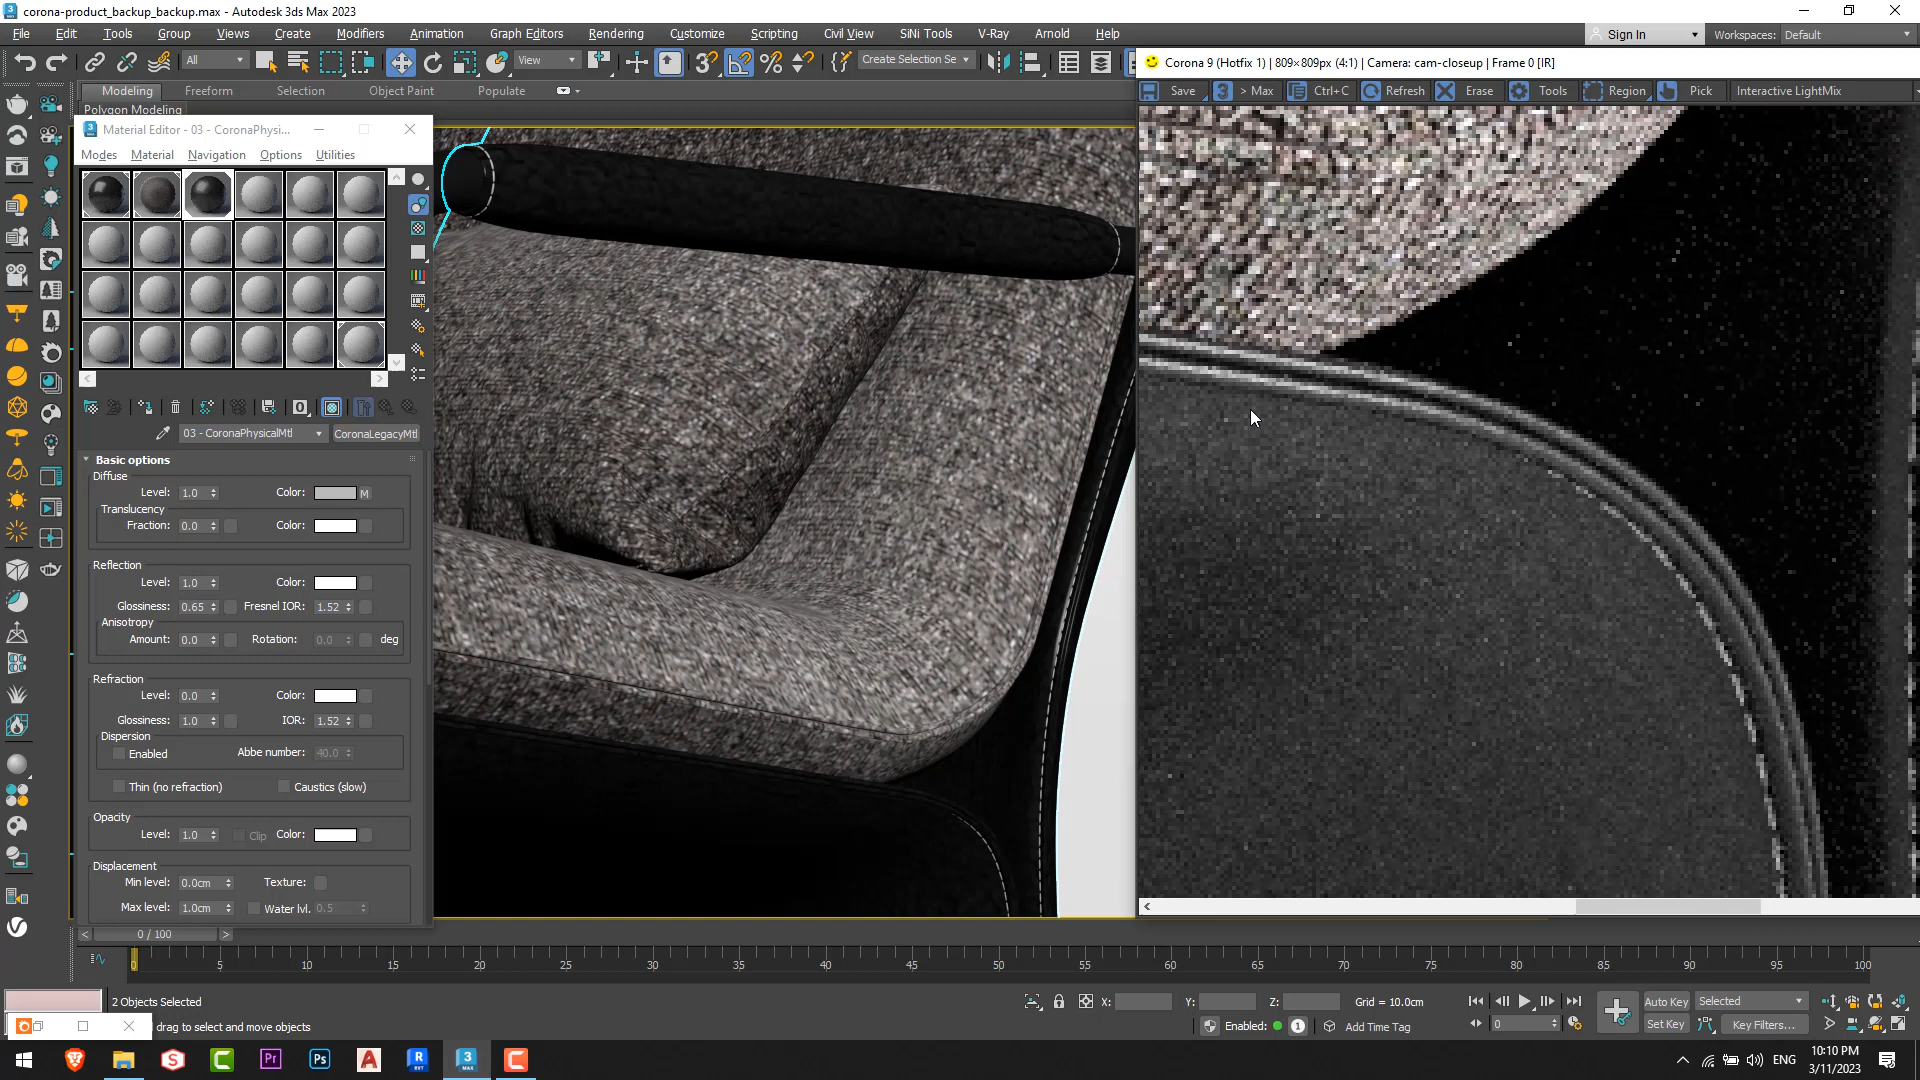 corona-product_backup_backup.max - Autodesk 3ds Max 2023
File Edit Tools Group Views Create Modifiers Animation Graph Editors Rendering Customize Scripting Civil View SiNi Tools V-Ray Arnold Help
Sign In Workspaces: Default
All View Create Selection Se
Corona 9 (Hotfix 1) | 809×809px (4:1) | Camera: cam-closeup | Frame 0 [IR]
Modeling Freeform Selection Object Paint Populate
Save 3 > Max Ctrl+C Refresh Erase Tools Region Pick Interactive LightMix
Polygon Modeling
Material Editor - 03 - CoronaPhysi...
Modes Material Navigation Options Utilities
03 - CoronaPhysicalMtl CoronaLegacyMtl
Basic options
Diffuse
Level: 1.0 Color: M
Translucency
Fraction: 0.0 Color:
Reflection
Level: 1.0 Color:
Glossiness: 0.65 Fresnel IOR: 1.52
Anisotropy
Amount: 0.0 Rotation: 0.0 deg
Refraction
Level: 0.0 Color:
Glossiness: 1.0 IOR: 1.52
Dispersion
Enabled Abbe number: 40.0
Thin (no refraction) Caustics (slow)
Opacity
Level: 1.0 Clip Color:
Displacement
Min level: 0.0cm Texture:
Max level: 1.0cm Water lvl. 0.5
< 0 / 100 >
0 5 10 15 20 25 30 35 40 45 50 55 60 65 70 75 80 85 90 95 100
2 Objects Selected X: Y: Z: Grid = 10.0cm Auto Key Selected
drag to select and move objects Enabled: 1 Add Time Tag 0 Set Key Key Filters...
ENG 10:10 PM
3/11/2023